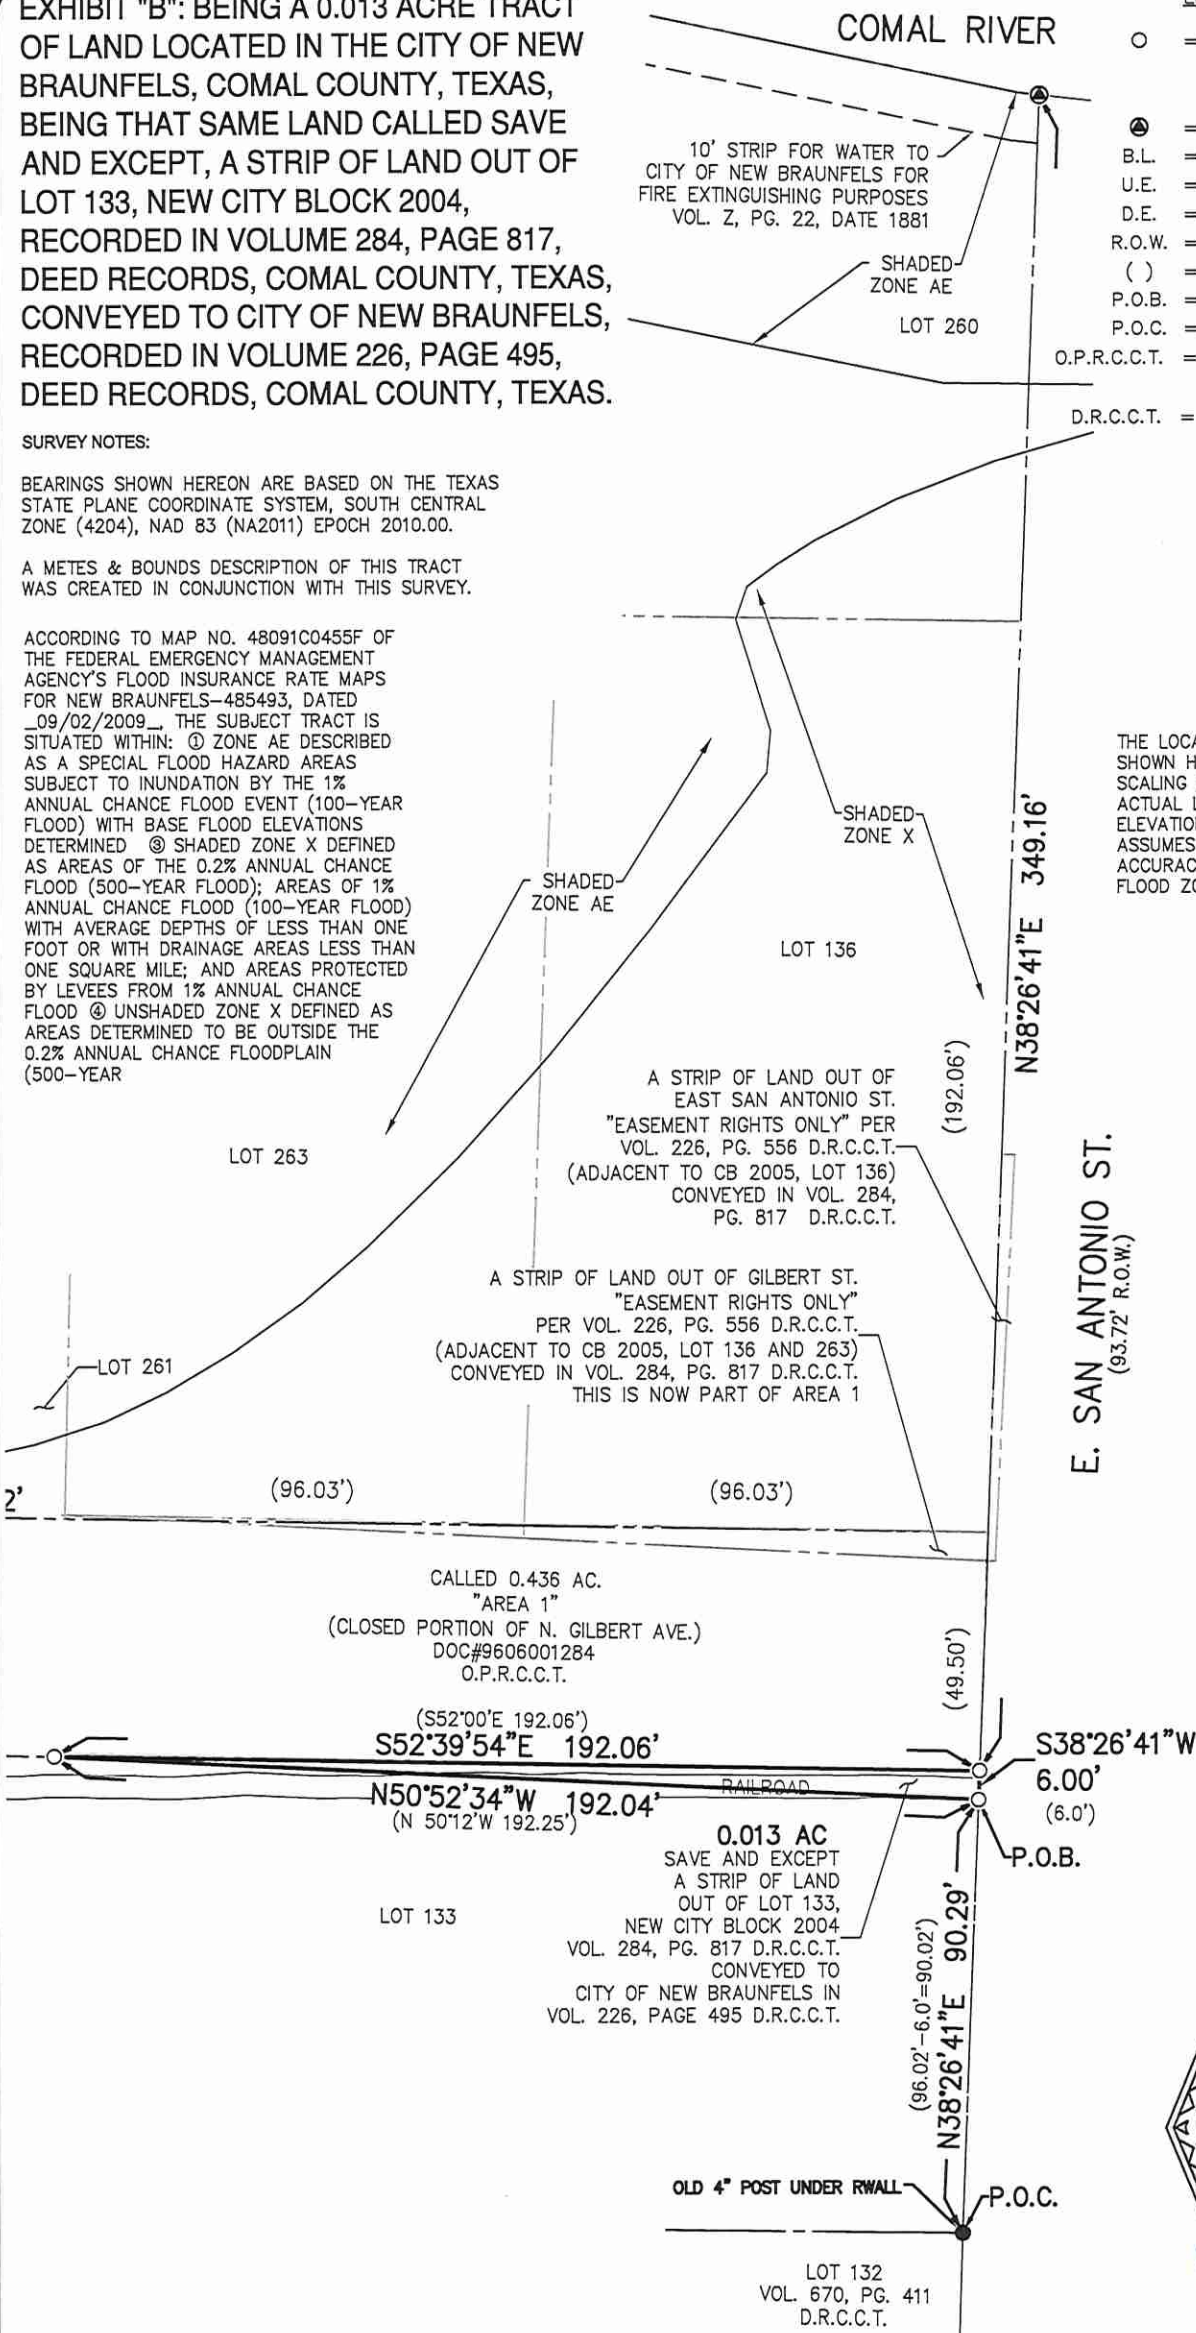 EXHIBIT "B": BEING A 0.013 ACRE TRACT
OF LAND LOCATED IN THE CITY OF NEW
BRAUNFELS, COMAL COUNTY, TEXAS,
BEING THAT SAME LAND CALLED SAVE
AND EXCEPT, A STRIP OF LAND OUT OF
LOT 133, NEW CITY BLOCK 2004,
RECORDED IN VOLUME 284, PAGE 817,
DEED RECORDS, COMAL COUNTY, TEXAS,
CONVEYED TO CITY OF NEW BRAUNFELS,
RECORDED IN VOLUME 226, PAGE 495,
DEED RECORDS, COMAL COUNTY, TEXAS.
SURVEY NOTES:
BEARINGS SHOWN HEREON ARE BASED ON THE TEXAS
STATE PLANE COORDINATE SYSTEM, SOUTH CENTRAL
ZONE (4204), NAD 83 (NA2011) EPOCH 2010.00.
A METES & BOUNDS DESCRIPTION OF THIS TRACT
WAS CREATED IN CONJUNCTION WITH THIS SURVEY.
ACCORDING TO MAP NO. 48091C0455F OF
THE FEDERAL EMERGENCY MANAGEMENT
AGENCY'S FLOOD INSURANCE RATE MAPS
FOR NEW BRAUNFELS-485493, DATED
_09/02/2009_, THE SUBJECT TRACT IS
SITUATED WITHIN: ① ZONE AE DESCRIBED
AS A SPECIAL FLOOD HAZARD AREAS
SUBJECT TO INUNDATION BY THE 1%
ANNUAL CHANCE FLOOD EVENT (100-YEAR
FLOOD) WITH BASE FLOOD ELEVATIONS
DETERMINED ③ SHADED ZONE X DEFINED
AS AREAS OF THE 0.2% ANNUAL CHANCE
FLOOD (500-YEAR FLOOD); AREAS OF 1%
ANNUAL CHANCE FLOOD (100-YEAR FLOOD)
WITH AVERAGE DEPTHS OF LESS THAN ONE
FOOT OR WITH DRAINAGE AREAS LESS THAN
ONE SQUARE MILE; AND AREAS PROTECTED
BY LEVEES FROM 1% ANNUAL CHANCE
FLOOD ④ UNSHADED ZONE X DEFINED AS
AREAS DETERMINED TO BE OUTSIDE THE
0.2% ANNUAL CHANCE FLOODPLAIN
(500-YEAR
COMAL RIVER
10' STRIP FOR WATER TO
CITY OF NEW BRAUNFELS FOR
FIRE EXTINGUISHING PURPOSES
VOL. Z, PG. 22, DATE 1881
SHADED
ZONE AE
LOT 260
=
=
B.L. =
U.E. =
D.E. =
R.O.W. =
( ) =
P.O.B. =
P.O.C. =
O.P.R.C.C.T. =
D.R.C.C.T. =
THE LOCA
SHOWN H
SCALING
ACTUAL L
ELEVATION
ASSUMES
ACCURAC
FLOOD ZO
SHADED
ZONE X
SHADED
ZONE AE
LOT 136
N38°26'41"E 349.16'
(192.06')
A STRIP OF LAND OUT OF
EAST SAN ANTONIO ST.
"EASEMENT RIGHTS ONLY" PER
VOL. 226, PG. 556 D.R.C.C.T.
(ADJACENT TO CB 2005, LOT 136)
CONVEYED IN VOL. 284,
PG. 817 D.R.C.C.T.
LOT 263
E. SAN ANTONIO ST.
(93.72' R.O.W.)
A STRIP OF LAND OUT OF GILBERT ST.
"EASEMENT RIGHTS ONLY"
PER VOL. 226, PG. 556 D.R.C.C.T.
(ADJACENT TO CB 2005, LOT 136 AND 263)
CONVEYED IN VOL. 284, PG. 817 D.R.C.C.T.
THIS IS NOW PART OF AREA 1
LOT 261
2'
(96.03')
(96.03')
CALLED 0.436 AC.
"AREA 1"
(CLOSED PORTION OF N. GILBERT AVE.)
DOC#9606001284
O.P.R.C.C.T.
(49.50')
(S52°00'E 192.06')
S52°39'54"E 192.06'
S38°26'41"W
6.00'
(6.0')
RAILROAD
N50°52'34"W 192.04'
(N 50°12'W 192.25')
P.O.B.
0.013 AC
SAVE AND EXCEPT
A STRIP OF LAND
OUT OF LOT 133,
NEW CITY BLOCK 2004
VOL. 284, PG. 817 D.R.C.C.T.
CONVEYED TO
CITY OF NEW BRAUNFELS IN
VOL. 226, PAGE 495 D.R.C.C.T.
LOT 133
(96.02'-6.0'=90.02')
N38°26'41"E 90.29'
OLD 4" POST UNDER RWALL
P.O.C.
LOT 132
VOL. 670, PG. 411
D.R.C.C.T.